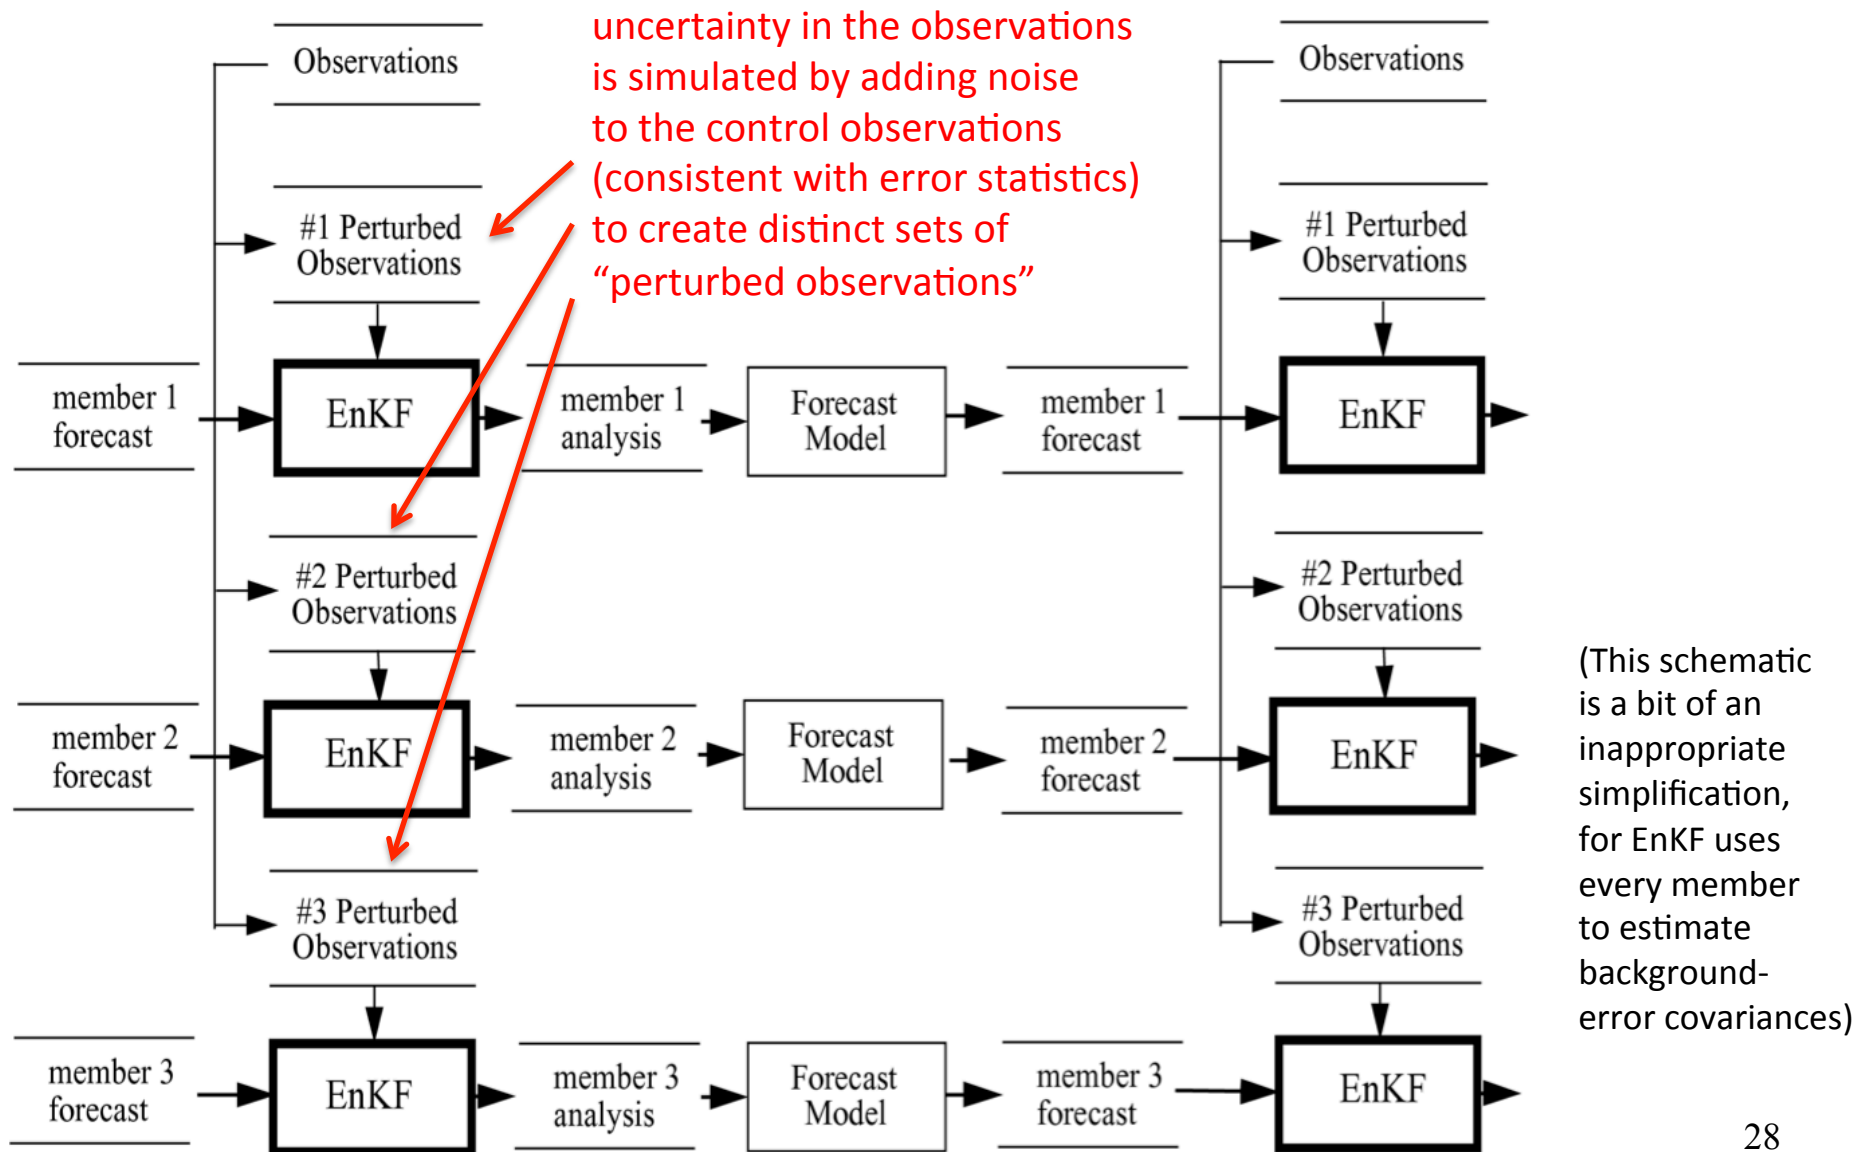 Observations
uncertainty in the observations
is simulated by adding noise
to the control observations
(consistent with error statistics)
to create distinct sets of
“perturbed observations”
Observations
#1 Perturbed
Observations
#1 Perturbed
Observations
member 1
forecast
EnKF
member 1
analysis
Forecast
Model
member 1
forecast
EnKF
#2 Perturbed
Observations
#2 Perturbed
Observations
member 2
forecast
EnKF
member 2
analysis
Forecast
Model
member 2
forecast
EnKF
#3 Perturbed
Observations
#3 Perturbed
Observations
member 3
forecast
EnKF
member 3
analysis
Forecast
Model
member 3
forecast
EnKF
(This schematic
is a bit of an
inappropriate
simplification,
for EnKF uses
every member
to estimate
background-
error covariances)
28